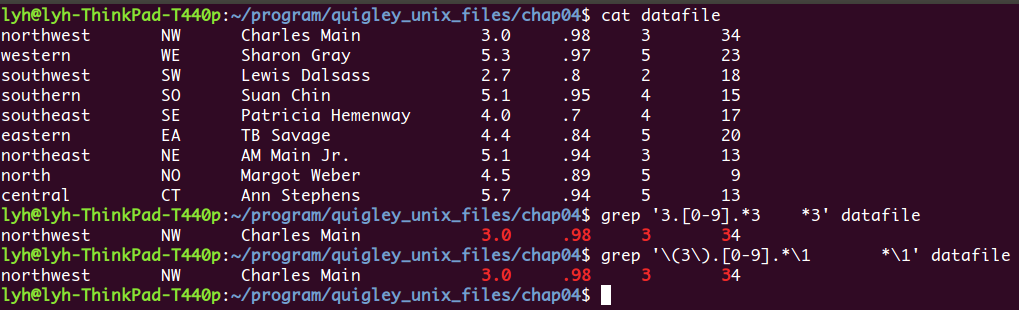 lyh@lyh-ThinkPad-T440p:~/program/quigley_unix_files/chap04$ cat datafile
northwest       NW      Charles Main            3.0     .98     3       34
western         WE      Sharon Gray             5.3     .97     5       23
southwest       SW      Lewis Dalsass           2.7     .8      2       18
southern        SO      Suan Chin               5.1     .95     4       15
southeast       SE      Patricia Hemenway       4.0     .7      4       17
eastern         EA      TB Savage               4.4     .84     5       20
northeast       NE      AM Main Jr.             5.1     .94     3       13
north           NO      Margot Weber            4.5     .89     5        9
central         CT      Ann Stephens            5.7     .94     5       13
lyh@lyh-ThinkPad-T440p:~/program/quigley_unix_files/chap04$ grep '3.[0-9].*3    *3' datafile
northwest       NW      Charles Main            3.0     .98     3       34
lyh@lyh-ThinkPad-T440p:~/program/quigley_unix_files/chap04$ grep '\(3\).[0-9].*\1       *\1' datafile
northwest       NW      Charles Main            3.0     .98     3       34
lyh@lyh-ThinkPad-T440p:~/program/quigley_unix_files/chap04$